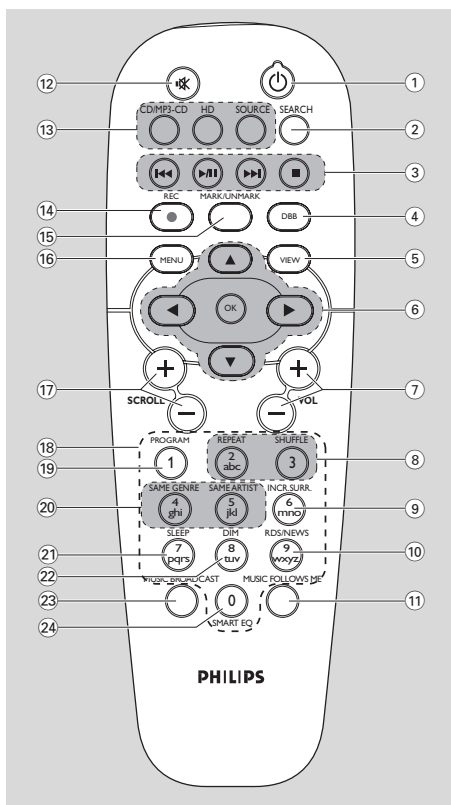 12 1
CD/MP3-CD HD SOURCE SEARCH
13 2
3
REC MARK/UNMARK
14 DBB 4
15
16 MENU VIEW 5
OK 6
17 + + 7
SCROLL − − VOL
18 PROGRAM REPEAT SHUFFLE
19 1 2 abc 3 8
SAME GENRE SAME ARTIST INCR.SURR.
20 4 ghi 5 jkl 6 mno 9
SLEEP DIM RDS/NEWS
21 7 pqrs 8 tuv 9 wxyz 10
22
MUSIC BROADCAST MUSIC FOLLOWS ME
23 0 11
24 SMART EQ
PHILIPS